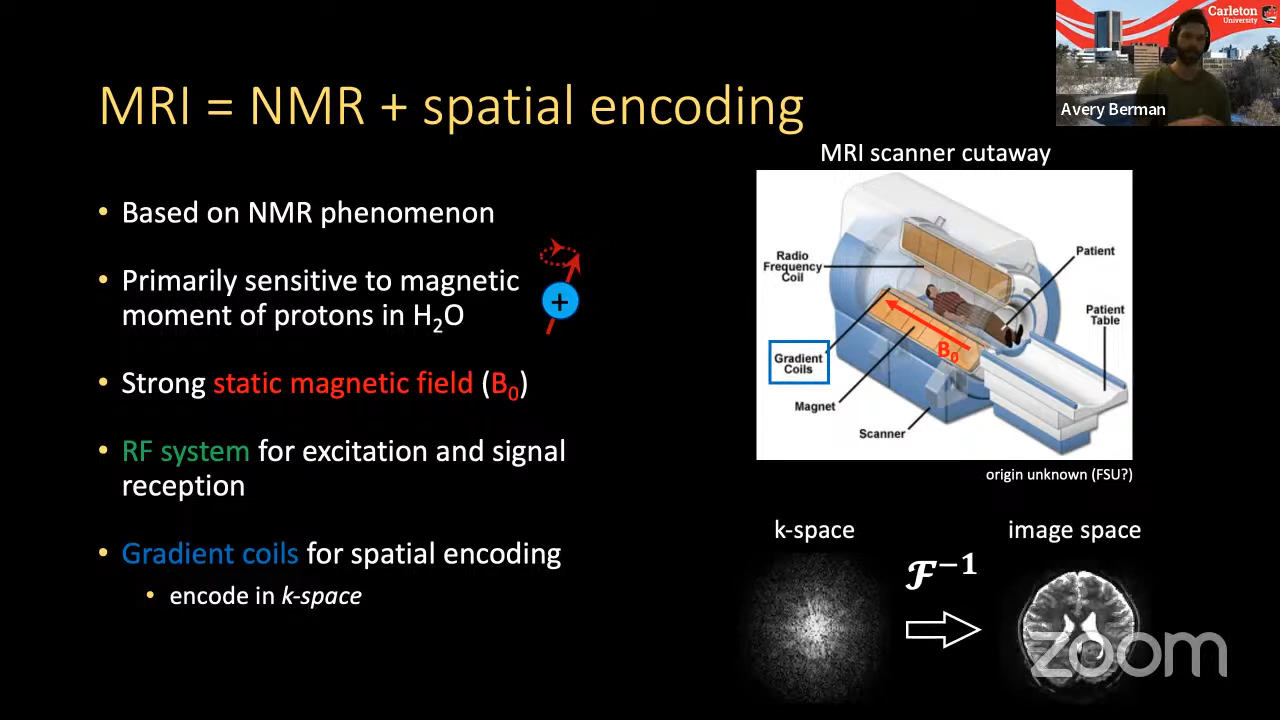 Carleton
University
Avery Berman
MRI = NMR + spatial encoding
• Based on NMR phenomenon
• Primarily sensitive to magnetic
moment of protons in H₂O
+
• Strong static magnetic field (B₀)
• RF system for excitation and signal
reception
• Gradient coils for spatial encoding
• encode in k-space
MRI scanner cutaway
Radio
Frequency
Coil
Patient
Patient
Table
B₀
Gradient
Coils
Magnet
Scanner
origin unknown (FSU?)
k-space
ℱ⁻¹
image space
zoom